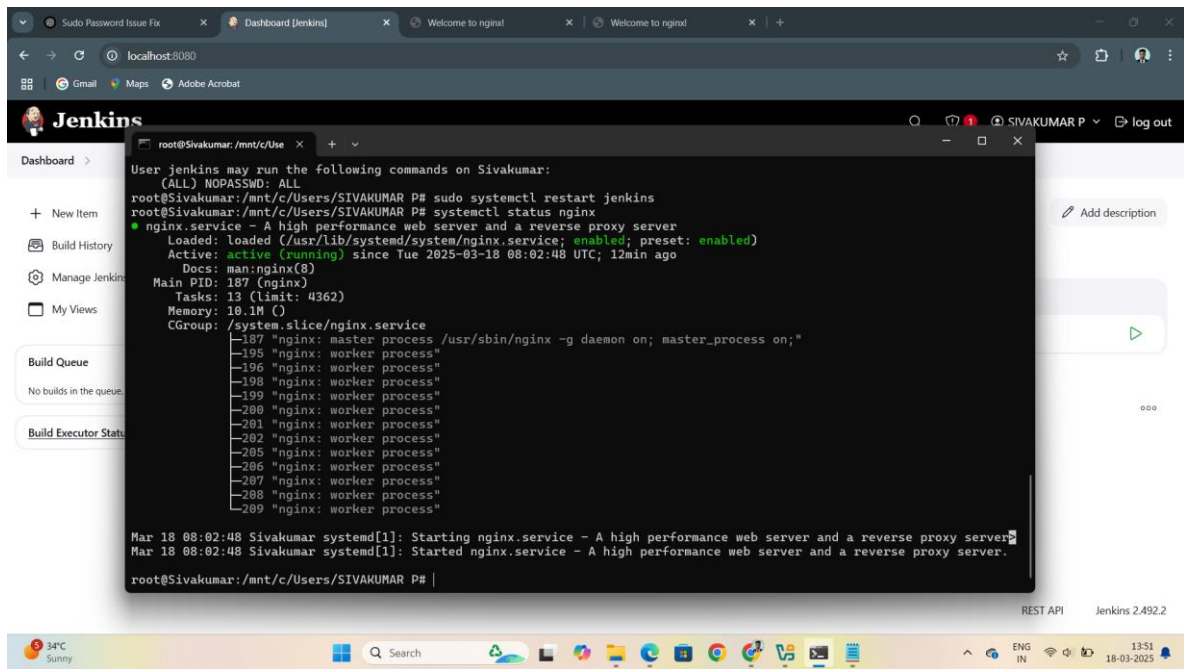 Sudo Password Issue Fix
Dashboard [Jenkins]
Welcome to nginx!
Welcome to nginx!
localhost:8080
Gmail
Maps
Adobe Acrobat
Jenkins
1
SIVAKUMAR P
log out
Dashboard
New Item
Build History
Manage Jenkins
My Views
Build Queue
No builds in the queue.
Build Executor Statu
Add description
root@Sivakumar: /mnt/c/Use
User jenkins may run the following commands on Sivakumar:
(ALL) NOPASSWD: ALL
root@Sivakumar:/mnt/c/Users/SIVAKUMAR P# sudo systemctl restart jenkins
root@Sivakumar:/mnt/c/Users/SIVAKUMAR P# systemctl status nginx
● nginx.service - A high performance web server and a reverse proxy server
Loaded: loaded (/usr/lib/systemd/system/nginx.service; enabled; preset: enabled)
Active: active (running) since Tue 2025-03-18 08:02:48 UTC; 12min ago
Docs: man:nginx(8)
Main PID: 187 (nginx)
Tasks: 13 (limit: 4362)
Memory: 10.1M ()
CGroup: /system.slice/nginx.service
├─187 "nginx: master process /usr/sbin/nginx -g daemon on; master_process on;"
├─195 "nginx: worker process"
├─196 "nginx: worker process"
├─198 "nginx: worker process"
├─199 "nginx: worker process"
├─200 "nginx: worker process"
├─201 "nginx: worker process"
├─202 "nginx: worker process"
├─205 "nginx: worker process"
├─206 "nginx: worker process"
├─207 "nginx: worker process"
├─208 "nginx: worker process"
└─209 "nginx: worker process"
Mar 18 08:02:48 Sivakumar systemd[1]: Starting nginx.service - A high performance web server and a reverse proxy server>
Mar 18 08:02:48 Sivakumar systemd[1]: Started nginx.service - A high performance web server and a reverse proxy server.
root@Sivakumar:/mnt/c/Users/SIVAKUMAR P#
REST API
Jenkins 2.492.2
5
34°C
Sunny
Search
ENG
IN
13:51
18-03-2025